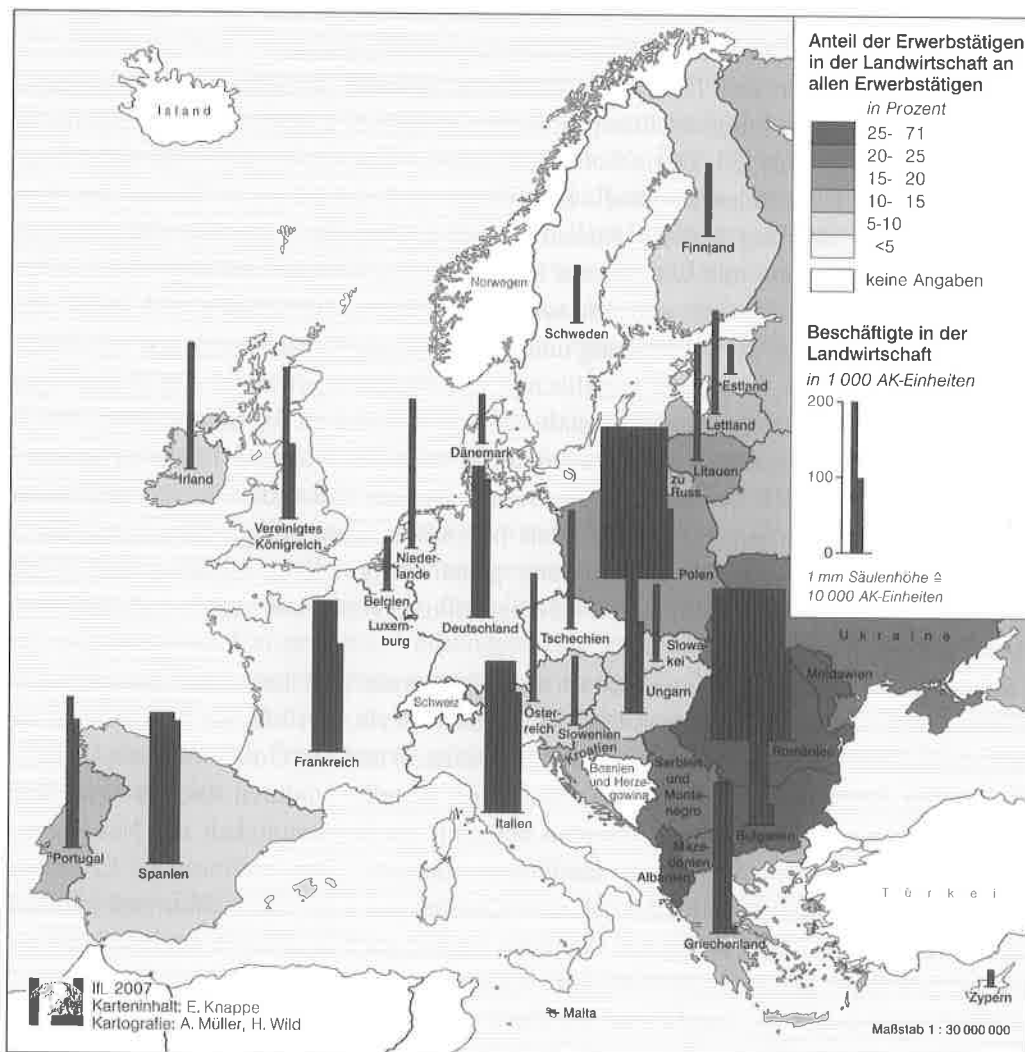 Anteil der Erwerbstätigen
in der Landwirtschaft an
allen Erwerbstätigen
in Prozent
25- 71
20- 25
15- 20
10- 15
5-10
<5
keine Angaben
Beschäftigte in der
Landwirtschaft
in 1 000 AK-Einheiten
200
100
0
1 mm Säulenhöhe ≙
10 000 AK-Einheiten
Island
Norwegen
Finnland
Schweden
Estland
Lettland
Litauen
zu
Russ.
Dänemark
Irland
Vereinigtes
Königreich
Nieder-
lande
Belgien
Luxem-
burg
Deutschland
Polen
Tschechien
Slowa-
kei
Ukraine
Moldawien
Ungarn
Öster-
reich
Schweiz
Frankreich
Slowenien
Kroatien
Bosnien
und Herze-
gowina
Serbien
und
Monte-
negro
Rumänien
Bulgarien
Maze-
donien
Albanien
Italien
Portugal
Spanien
Griechenland
Türkei
Zypern
Malta
IfL 2007
Karteninhalt: E. Knappe
Kartografie: A. Müller, H. Wild
Maßstab 1 : 30 000 000